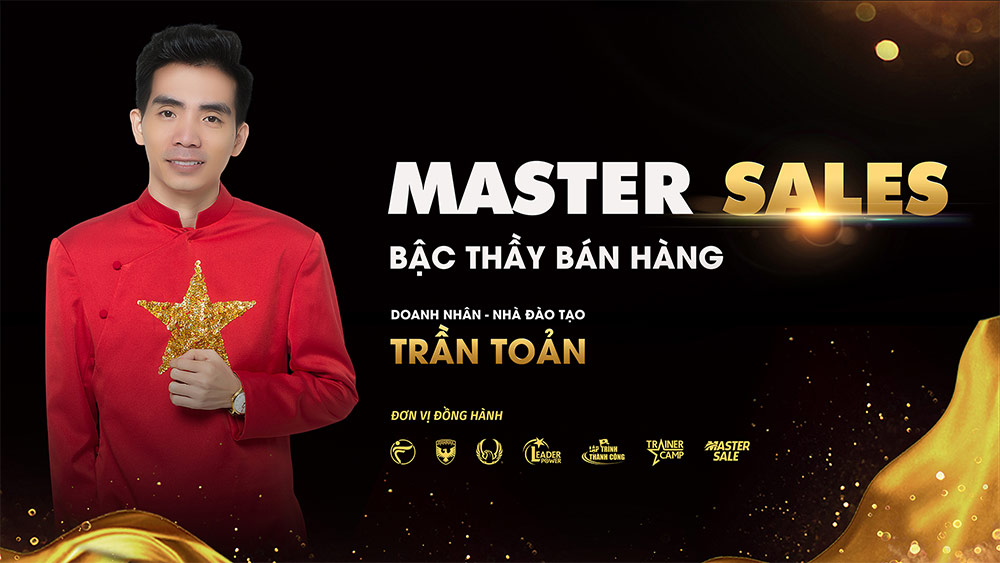 MASTER SALES
BẬC THẦY BÁN HÀNG
DOANH NHÂN - NHÀ ĐÀO TẠO
TRẦN TOẢN
ĐƠN VỊ ĐỒNG HÀNH
LEADER POWER
LẬP TRÌNH THÀNH CÔNG
TRAINER CAMP
MASTER SALE